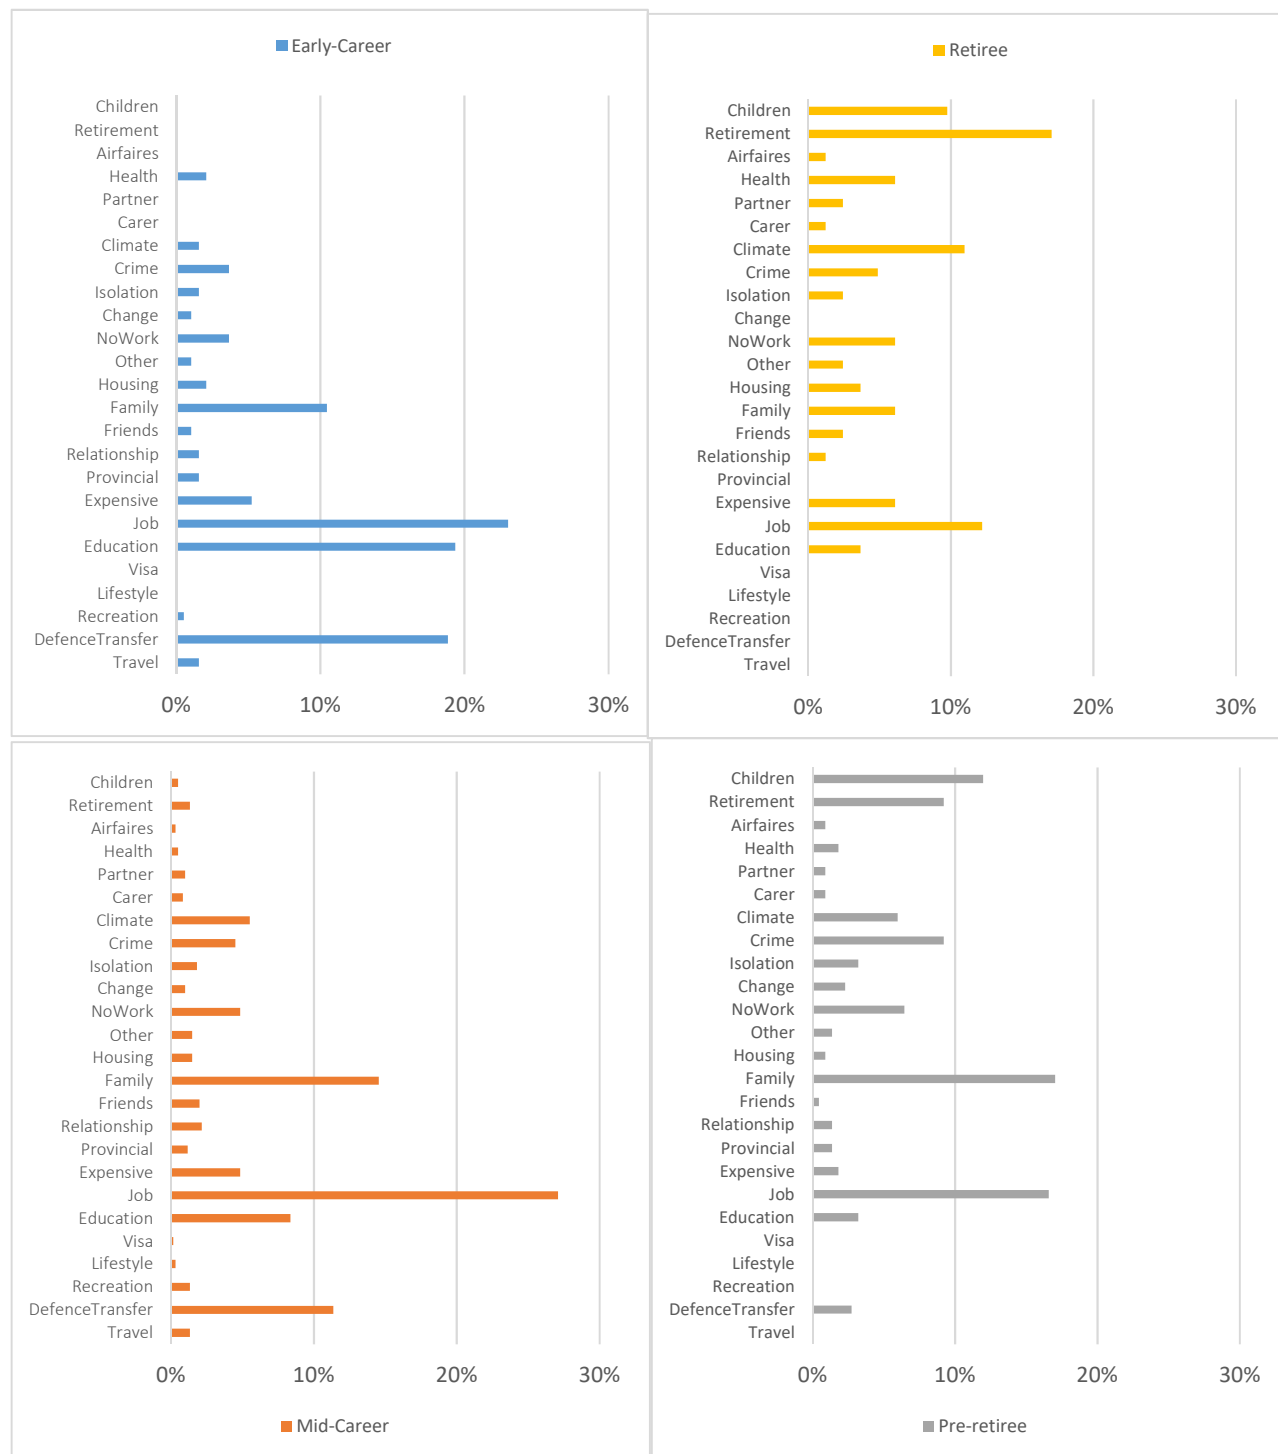 Early-Career
Children
Retirement
Airfaires
Health
Partner
Carer
Climate
Crime
Isolation
Change
NoWork
Other
Housing
Family
Friends
Relationship
Provincial
Expensive
Job
Education
Visa
Lifestyle
Recreation
DefenceTransfer
Travel
0% 10% 20% 30%
Retiree
Children
Retirement
Airfaires
Health
Partner
Carer
Climate
Crime
Isolation
Change
NoWork
Other
Housing
Family
Friends
Relationship
Provincial
Expensive
Job
Education
Visa
Lifestyle
Recreation
DefenceTransfer
Travel
0% 10% 20% 30%
Children
Retirement
Airfaires
Health
Partner
Carer
Climate
Crime
Isolation
Change
NoWork
Other
Housing
Family
Friends
Relationship
Provincial
Expensive
Job
Education
Visa
Lifestyle
Recreation
DefenceTransfer
Travel
0% 10% 20% 30%
Mid-Career
Children
Retirement
Airfaires
Health
Partner
Carer
Climate
Crime
Isolation
Change
NoWork
Other
Housing
Family
Friends
Relationship
Provincial
Expensive
Job
Education
Visa
Lifestyle
Recreation
DefenceTransfer
Travel
0% 10% 20% 30%
Pre-retiree